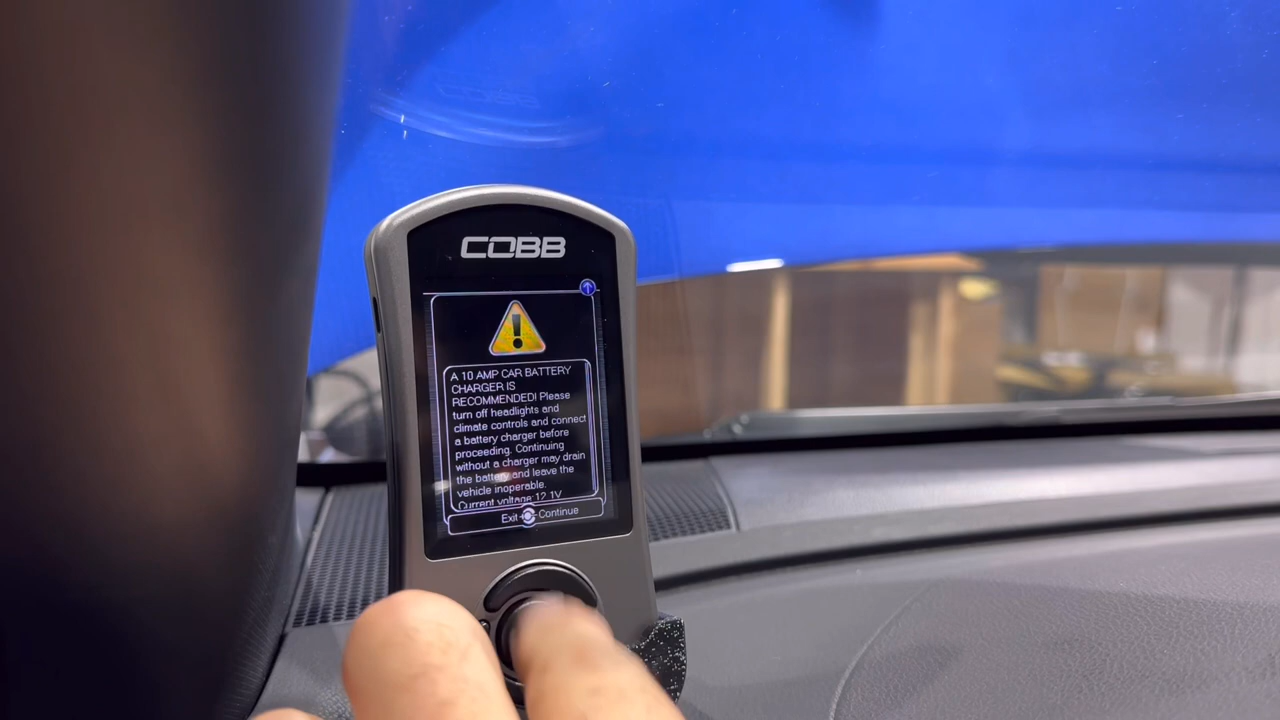 COBB
A 10 AMP CAR BATTERY
CHARGER IS
RECOMMENDED! Please
turn off headlights and
climate controls and connect
a battery charger before
proceeding. Continuing
without a charger may drain
the battery and leave the
vehicle inoperable.
Current voltage:12.1V
Exit Continue